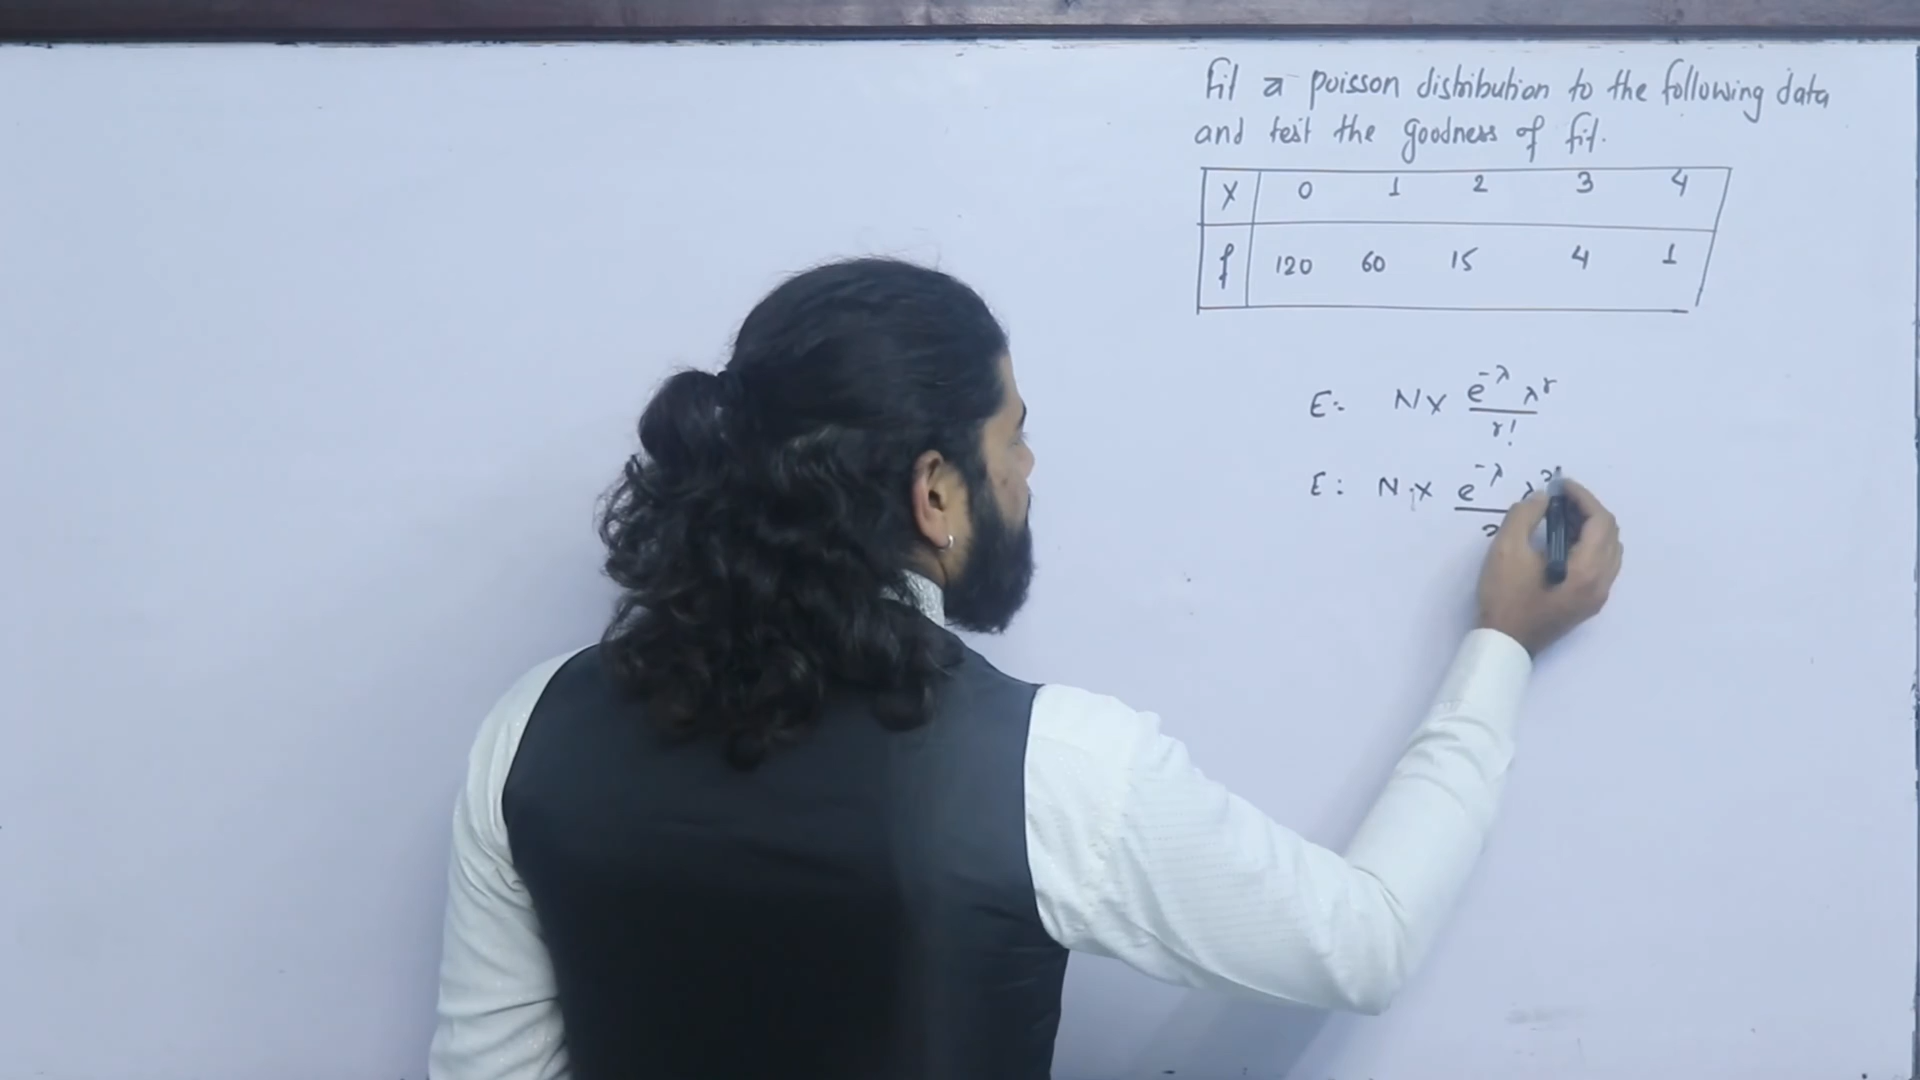 Fit a poisson distribution to the following data
and test the goodness of fit.
X 0 1 2 3 4
f 120 60 15 4 1
E= N× e^-λ λ^r
r!
E: N × e^-λ λ